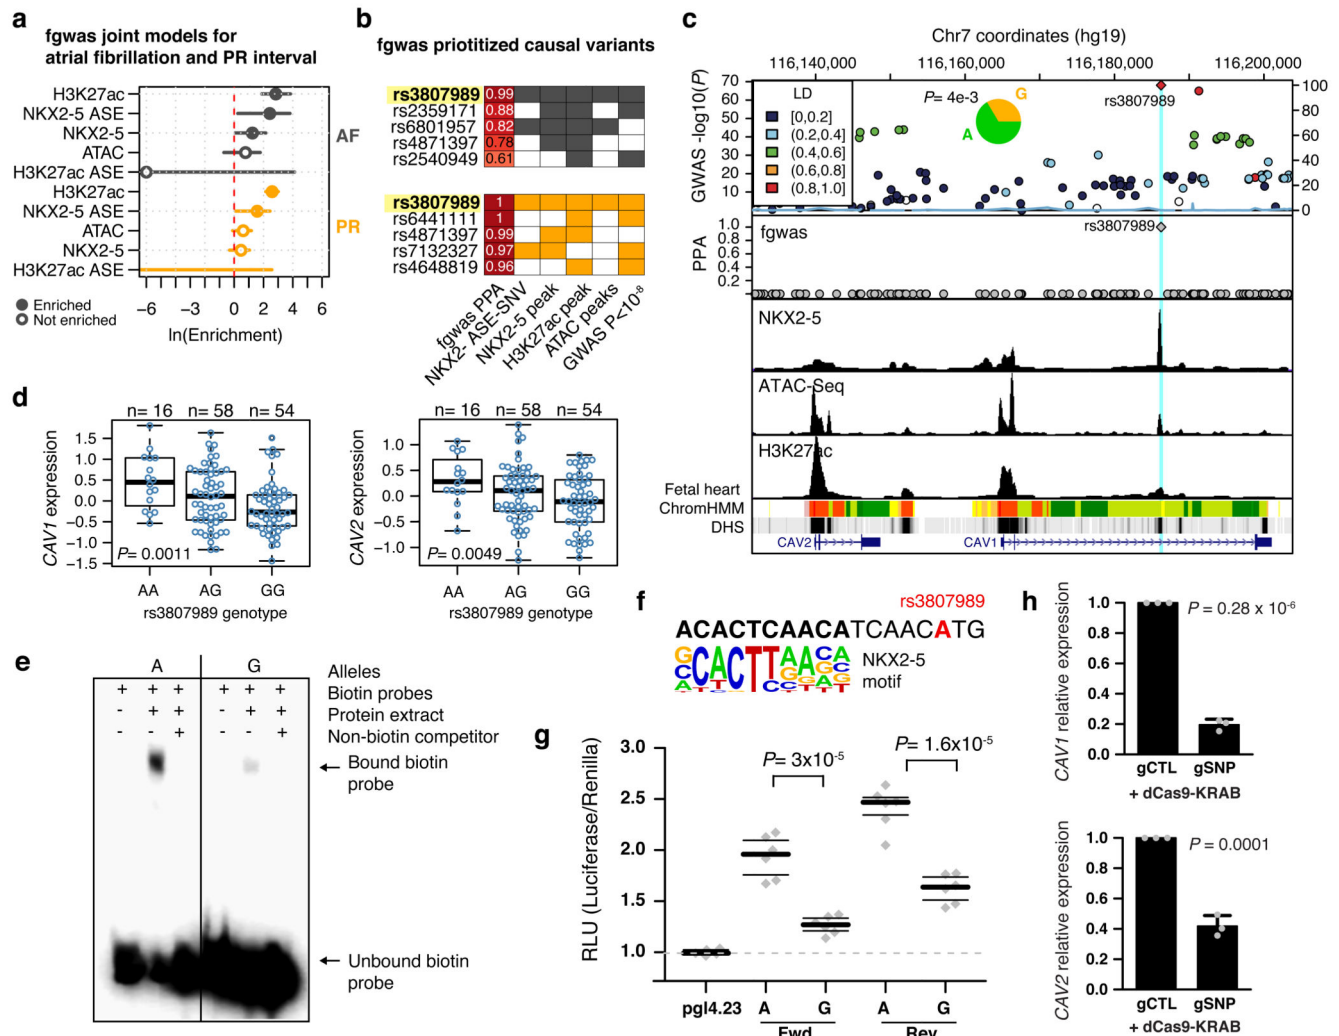 a
fgwas joint models for
atrial fibrillation and PR interval
H3K27ac
NKX2-5 ASE
NKX2-5
ATAC
H3K27ac ASE
H3K27ac
NKX2-5 ASE
ATAC
NKX2-5
H3K27ac ASE
AF
PR
−6 −3 0 2 4 6
ln(Enrichment)
Enriched
Not enriched
b
fgwas priotitized causal variants
rs3807989 0.99
rs2359171 0.88
rs6801957 0.82
rs4871397 0.78
rs2540949 0.61
rs3807989 1
rs6441111 1
rs4871397 0.99
rs7132327 0.97
rs4648819 0.96
fgwas PPA
NKX2- ASE-SNV
NKX2-5 peak
H3K27ac peak
ATAC peaks
GWAS P<10-8
c
Chr7 coordinates (hg19)
116,140,000 116,160,000 116,180,000 116,200,000
GWAS -log10(P)
70
60
50
40
30
20
10
LD
[0,0.2]
(0.2,0.4]
(0.4,0.6]
(0.6,0.8]
(0.8,1.0]
P= 4e-3
G
A
rs3807989
100
80
60
40
20
0
PPA
1.0
0.8
0.6
0.4
0.2
fgwas
rs3807989
NKX2-5
ATAC-Seq
H3K27ac
Fetal heart
ChromHMM
DHS
CAV2
CAV1
d
n= 16 n= 58 n= 54
CAV1 expression
1.5
1.0
0.5
0.0
−0.5
−1.0
−1.5
P= 0.0011
AA AG GG
rs3807989 genotype
n= 16 n= 58 n= 54
CAV2 expression
1.0
0.5
0.0
−0.5
−1.0
P= 0.0049
AA AG GG
rs3807989 genotype
e
A G
Alleles
+ + + + + + Biotin probes
- + + - + + Protein extract
- - + - - + Non-biotin competitor
Bound biotin
probe
Unbound biotin
probe
f
rs3807989
ACACTCAACATCAACATG
NKX2-5
motif
g
RLU (Luciferase/Renilla)
3.0
2.5
2.0
1.5
1.0
P= 3x10-5
P= 1.6x10-5
pgl4.23 A G A G
Fwd Rev
h
CAV1 relative expression
1.0
0.8
0.6
0.4
0.2
0.0
P = 0.28 x 10-6
gCTL gSNP
+ dCas9-KRAB
CAV2 relative expression
1.0
0.8
0.6
0.4
0.2
0.0
P = 0.0001
gCTL gSNP
+ dCas9-KRAB